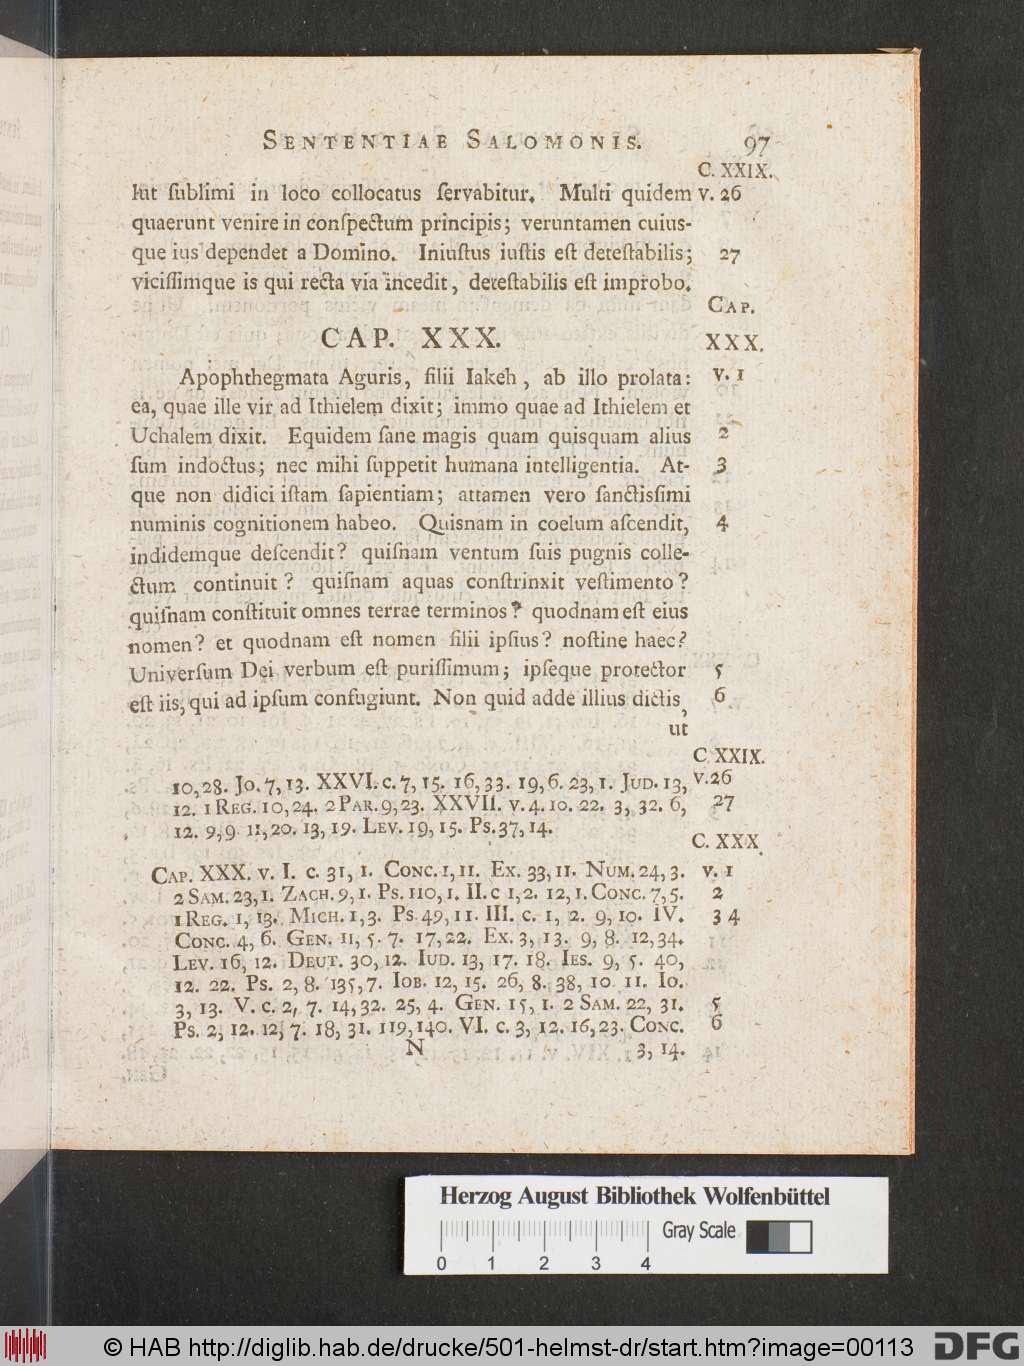 SENTENTIAE SALOMONIS. 97
C. XXIX.
lut ſublimi in loco collocatus ſervabitur. Multi quidem v. 26
quaerunt venire in conſpectum principis; veruntamen cuius-
que ius dependet a Domino. Iniuſtus iuſtis eſt deteſtabilis; 27
viciſſimque is qui recta via incedit, deteſtabilis eſt improbo.
CAP.
CAP. XXX. XXX.
Apophthegmata Aguris, filii Iakeh, ab illo prolata: v. 1
ea, quae ille vir ad Ithielem dixit; immo quae ad Ithielem et
Uchalem dixit. Equidem ſane magis quam quisquam alius 2
ſum indoctus; nec mihi ſuppetit humana intelligentia. At- 3
que non didici iſtam ſapientiam; attamen vero ſanctisſimi
numinis cognitionem habeo. Quisnam in coelum aſcendit, 4
indidemque deſcendit? quiſnam ventum ſuis pugnis colle-
ctum continuit? quiſnam aquas conſtrinxit veſtimento?
quiſnam conſtituit omnes terrae terminos? quodnam eſt eius
nomen? et quodnam eſt nomen filii ipſius? noſtine haec?
Univerſum Dei verbum eſt puriſſimum; ipſeque protector 5
eſt iis, qui ad ipſum confugiunt. Non quid adde illius dictis, 6
ut
C. XXIX.
10,28. Jo. 7,13. XXVI. c. 7, 15. 16,33. 19,6. 23,1. JUD. 13, v. 26
12. 1 REG. 10,24. 2 PAR. 9,23. XXVII. v. 4. 10. 22. 3, 32. 6, 27
12. 9,9 11,20. 13, 19. LEV. 19, 15. PS. 37, 14.
C. XXX.
CAP. XXX. v. I. c. 31, 1. CONC. 1, 11. EX. 33, 11. NUM. 24, 3. v. 1
2 SAM. 23,1. ZACH. 9,1. PS. 110,1. II. c 1,2. 12,1. CONC. 7,5. 2
1 REG. 1, 13. MICH. 1,3. PS. 49, 11. III. c. 1, 2. 9, 10. IV. 3 4
CONC. 4, 6. GEN. 11, 5. 7. 17,22. EX. 3, 13. 9, 8. 12,34.
LEV. 16, 12. DEUT. 30, 12. IUD. 13, 17. 18. IES. 9, 5. 40,
12. 22. PS. 2, 8. 135,7. IOB. 12, 15. 26, 8. 38, 10 11. IO.
3, 13. V. c. 2, 7. 14,32. 25, 4. GEN. 15, 1. 2 SAM. 22, 31. 5
PS. 2, 12. 12, 7. 18, 31. 119,140. VI. c. 3, 12. 16,23. CONC. 6
N 3, 14.
Herzog August Bibliothek Wolfenbüttel
Gray Scale
0 1 2 3 4
© HAB http://diglib.hab.de/drucke/501-helmst-dr/start.htm?image=00113 DFG